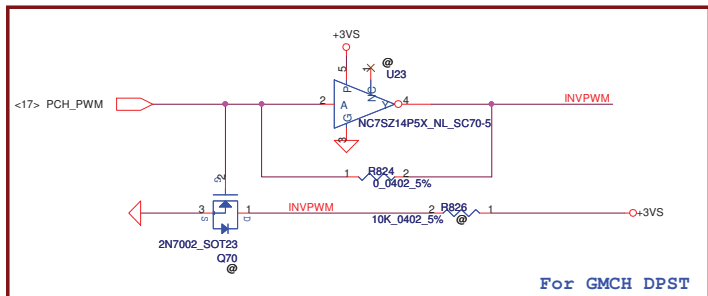 +3VS
@
U23
5
1
P
NC
<17> PCH_PWM
2
A
Y
4
INVPWM
G
NC7SZ14P5X_NL_SC70-5
3
R824
1
2
0_0402_5%
G
2
3
S
1
D
INVPWM
2
R826
1
+3VS
10K_0402_5%
@
2N7002_SOT23
Q70
@
For GMCH DPST